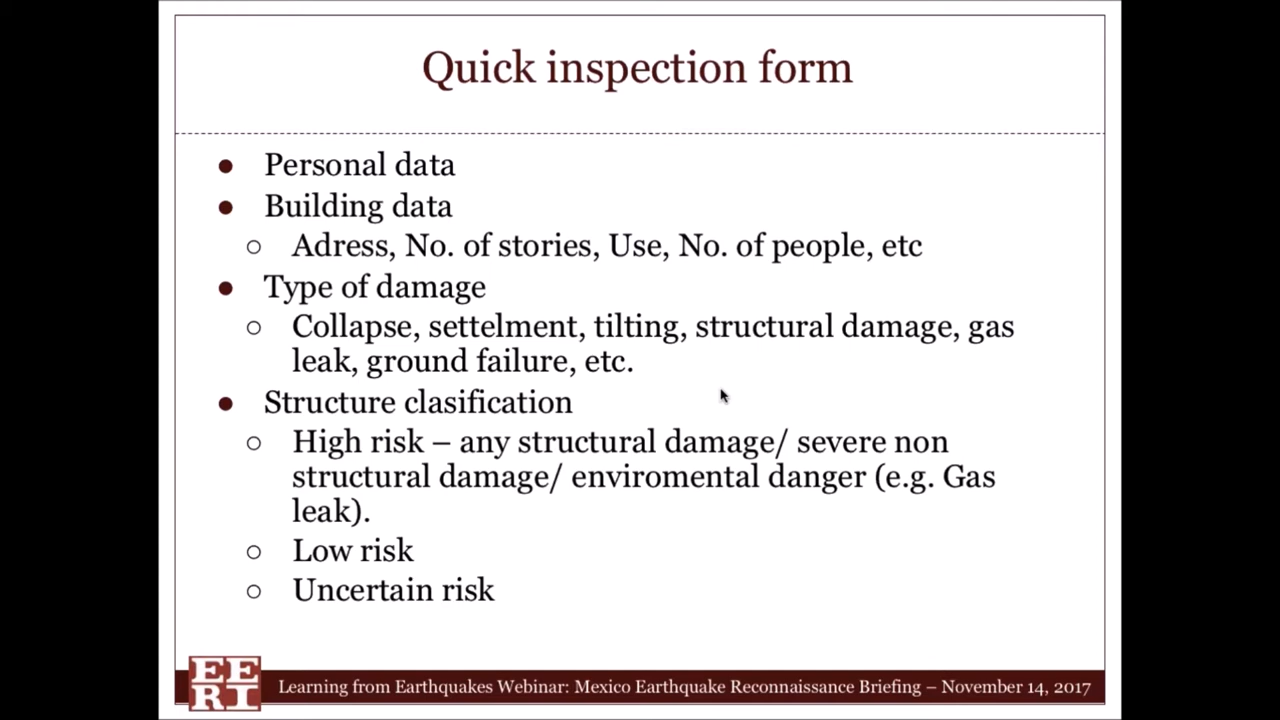 Quick inspection form
● Personal data
● Building data
○ Adress, No. of stories, Use, No. of people, etc
● Type of damage
○ Collapse, settelment, tilting, structural damage, gas
leak, ground failure, etc.
● Structure clasification
○ High risk – any structural damage/ severe non
structural damage/ enviromental danger (e.g. Gas
leak).
○ Low risk
○ Uncertain risk
EE
RI
Learning from Earthquakes Webinar: Mexico Earthquake Reconnaissance Briefing – November 14, 2017